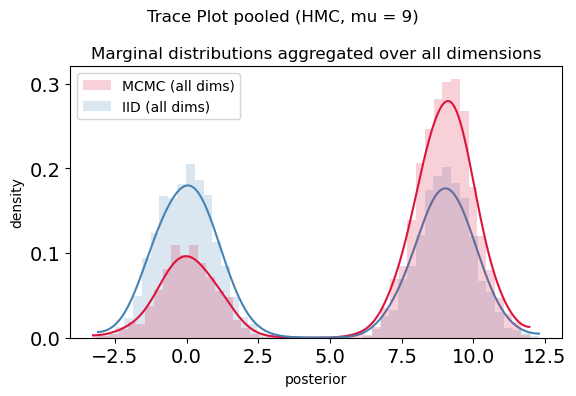 Trace Plot pooled (HMC, mu = 9)
Marginal distributions aggregated over all dimensions
MCMC (all dims)
IID (all dims)
0.3
0.2
0.1
0.0
density
−2.5 0.0 2.5 5.0 7.5 10.0 12.5
posterior